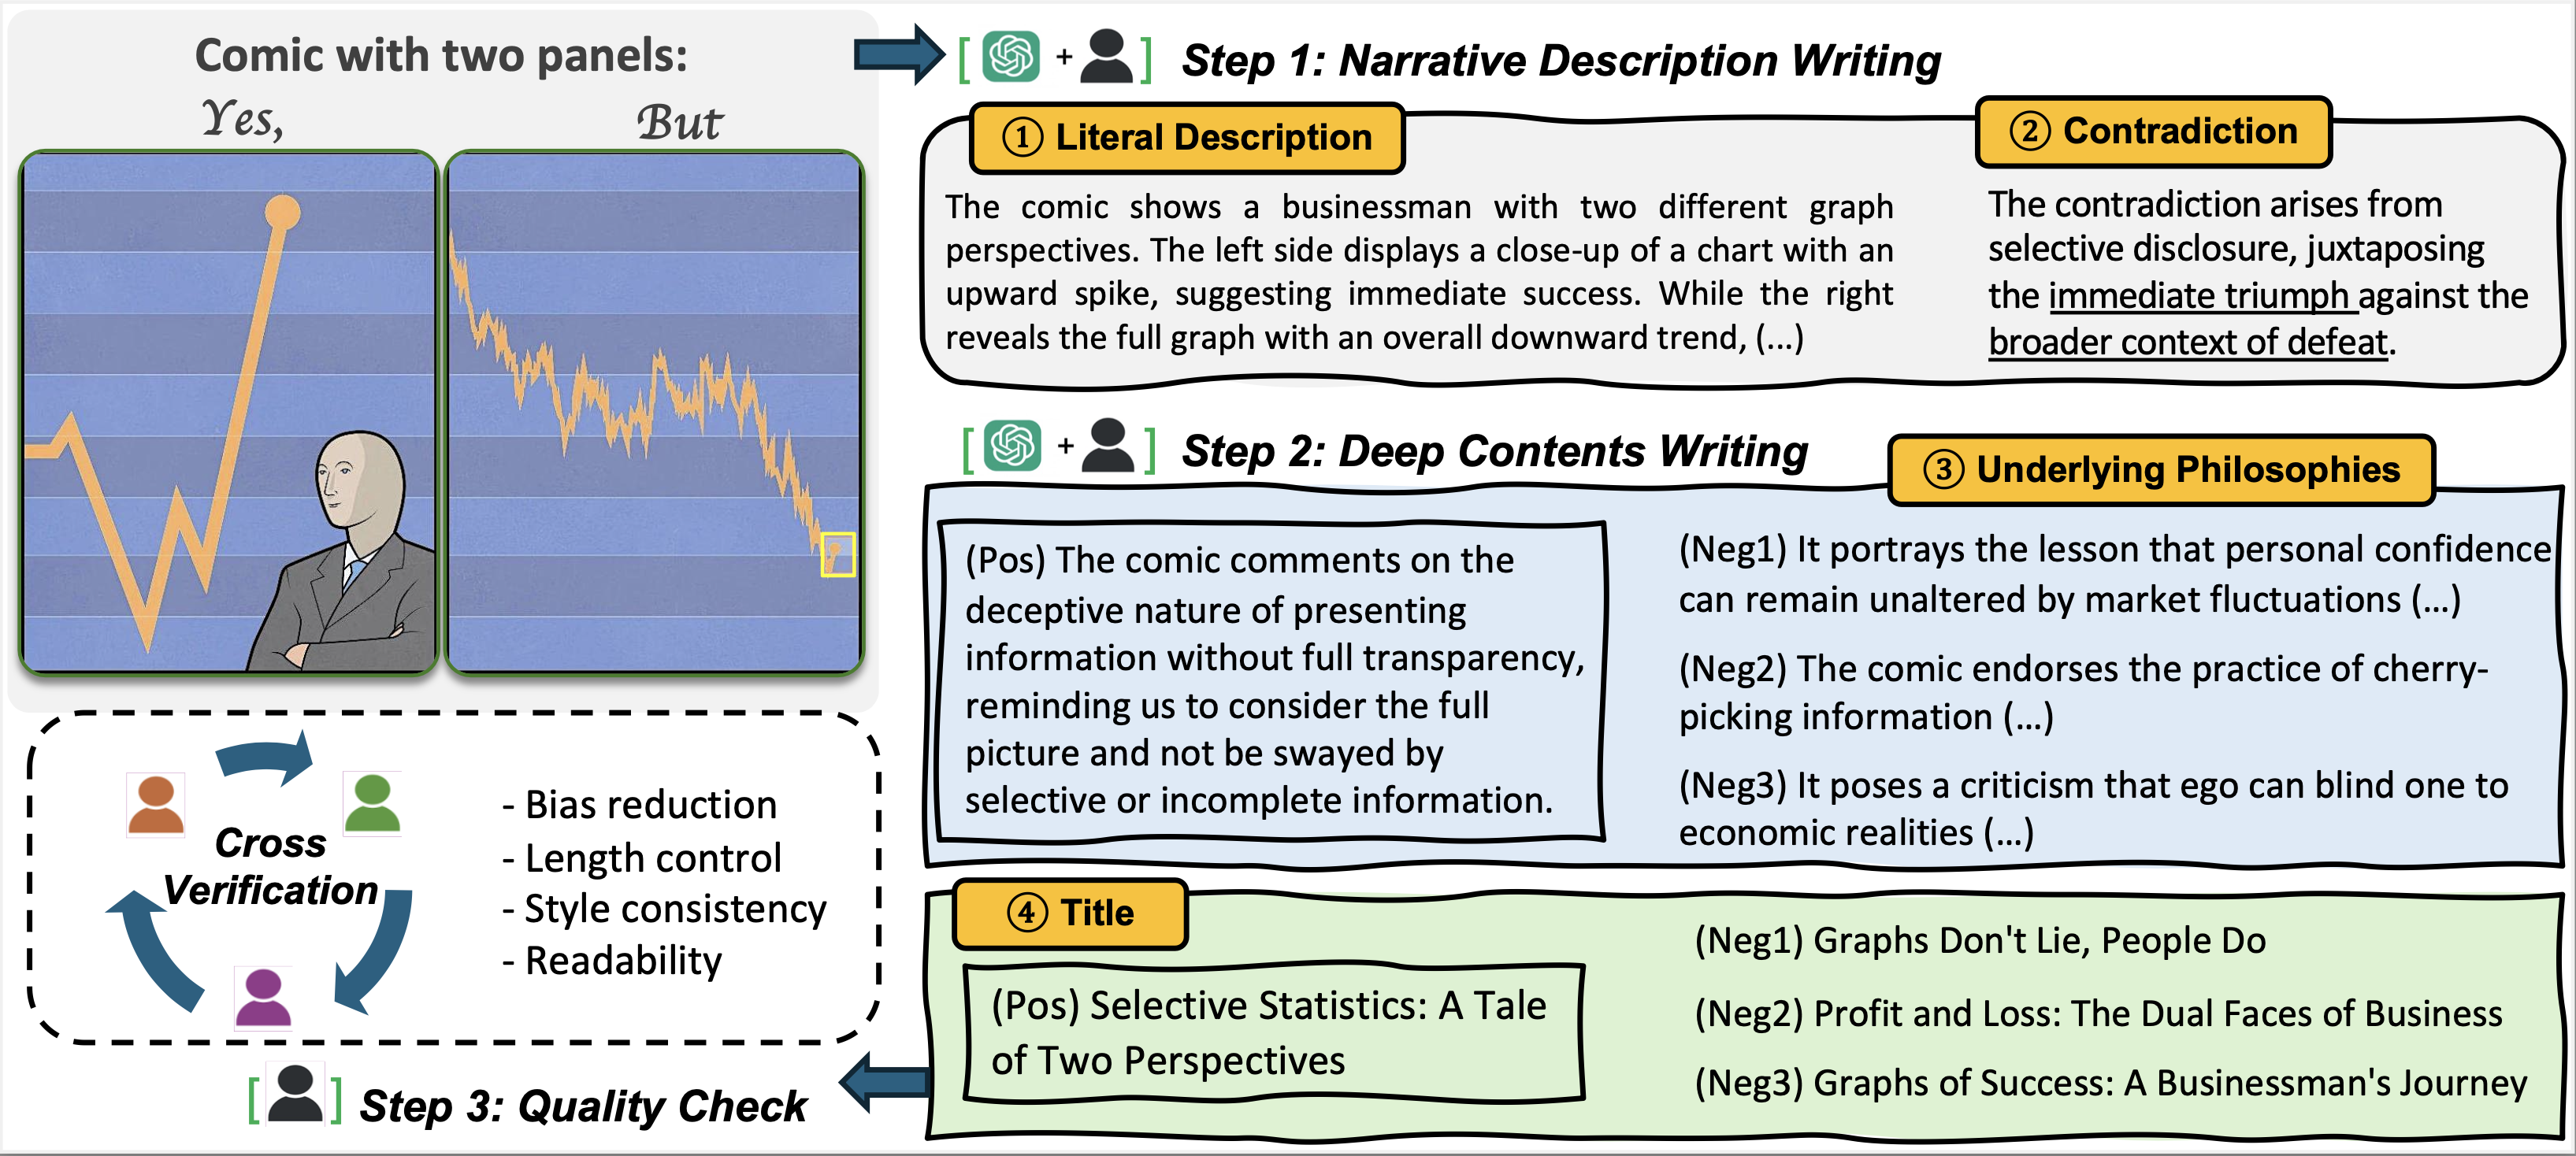 Comic with two panels:
Yes,
But
Step 1: Narrative Description Writing
① Literal Description
The comic shows a businessman with two different graph
perspectives. The left side displays a close-up of a chart with an
upward spike, suggesting immediate success. While the right
reveals the full graph with an overall downward trend, (...)
② Contradiction
The contradiction arises from
selective disclosure, juxtaposing
the immediate triumph against the
broader context of defeat.
Step 2: Deep Contents Writing
③ Underlying Philosophies
(Pos) The comic comments on the
deceptive nature of presenting
information without full transparency,
reminding us to consider the full
picture and not be swayed by
selective or incomplete information.
(Neg1) It portrays the lesson that personal confidence
can remain unaltered by market fluctuations (...)
(Neg2) The comic endorses the practice of cherry-
picking information (...)
(Neg3) It poses a criticism that ego can blind one to
economic realities (...)
④ Title
(Pos) Selective Statistics: A Tale
of Two Perspectives
(Neg1) Graphs Don't Lie, People Do
(Neg2) Profit and Loss: The Dual Faces of Business
(Neg3) Graphs of Success: A Businessman's Journey
Cross
Verification
- Bias reduction
- Length control
- Style consistency
- Readability
Step 3: Quality Check